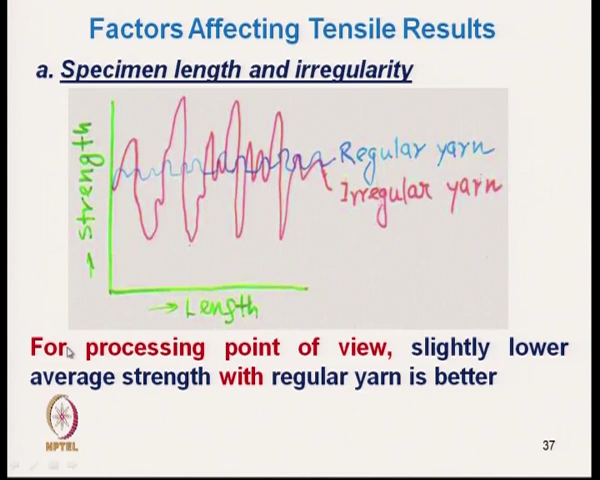 Factors Affecting Tensile Results
a. Specimen length and irregularity
→ Strength
Regular yarn
Irregular yarn
→ Length
For processing point of view, slightly lower
average strength with regular yarn is better
NPTEL
37